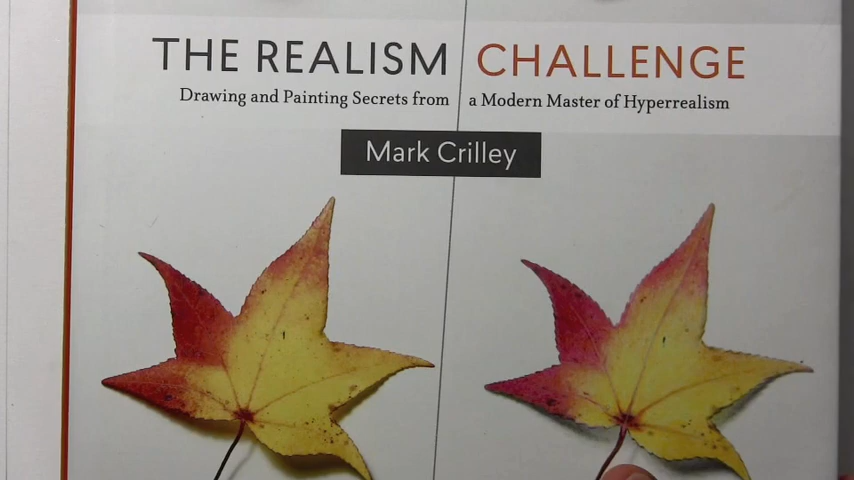 THE REALISM CHALLENGE
Drawing and Painting Secrets from a Modern Master of Hyperrealism
Mark Crilley